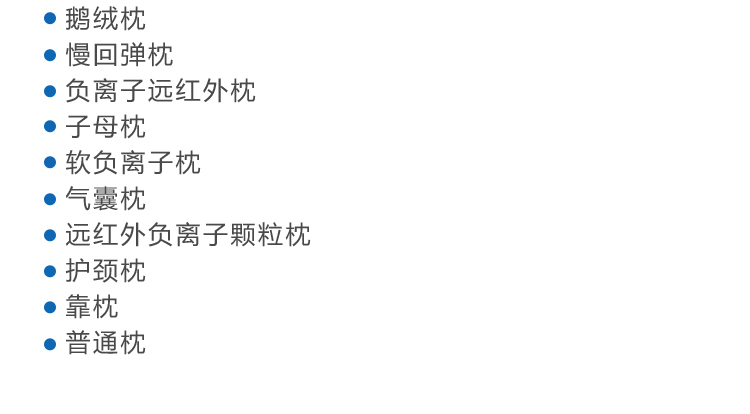 鹅绒枕
慢回弹枕
负离子远红外枕
子母枕
软负离子枕
气囊枕
远红外负离子颗粒枕
护颈枕
靠枕
普通枕